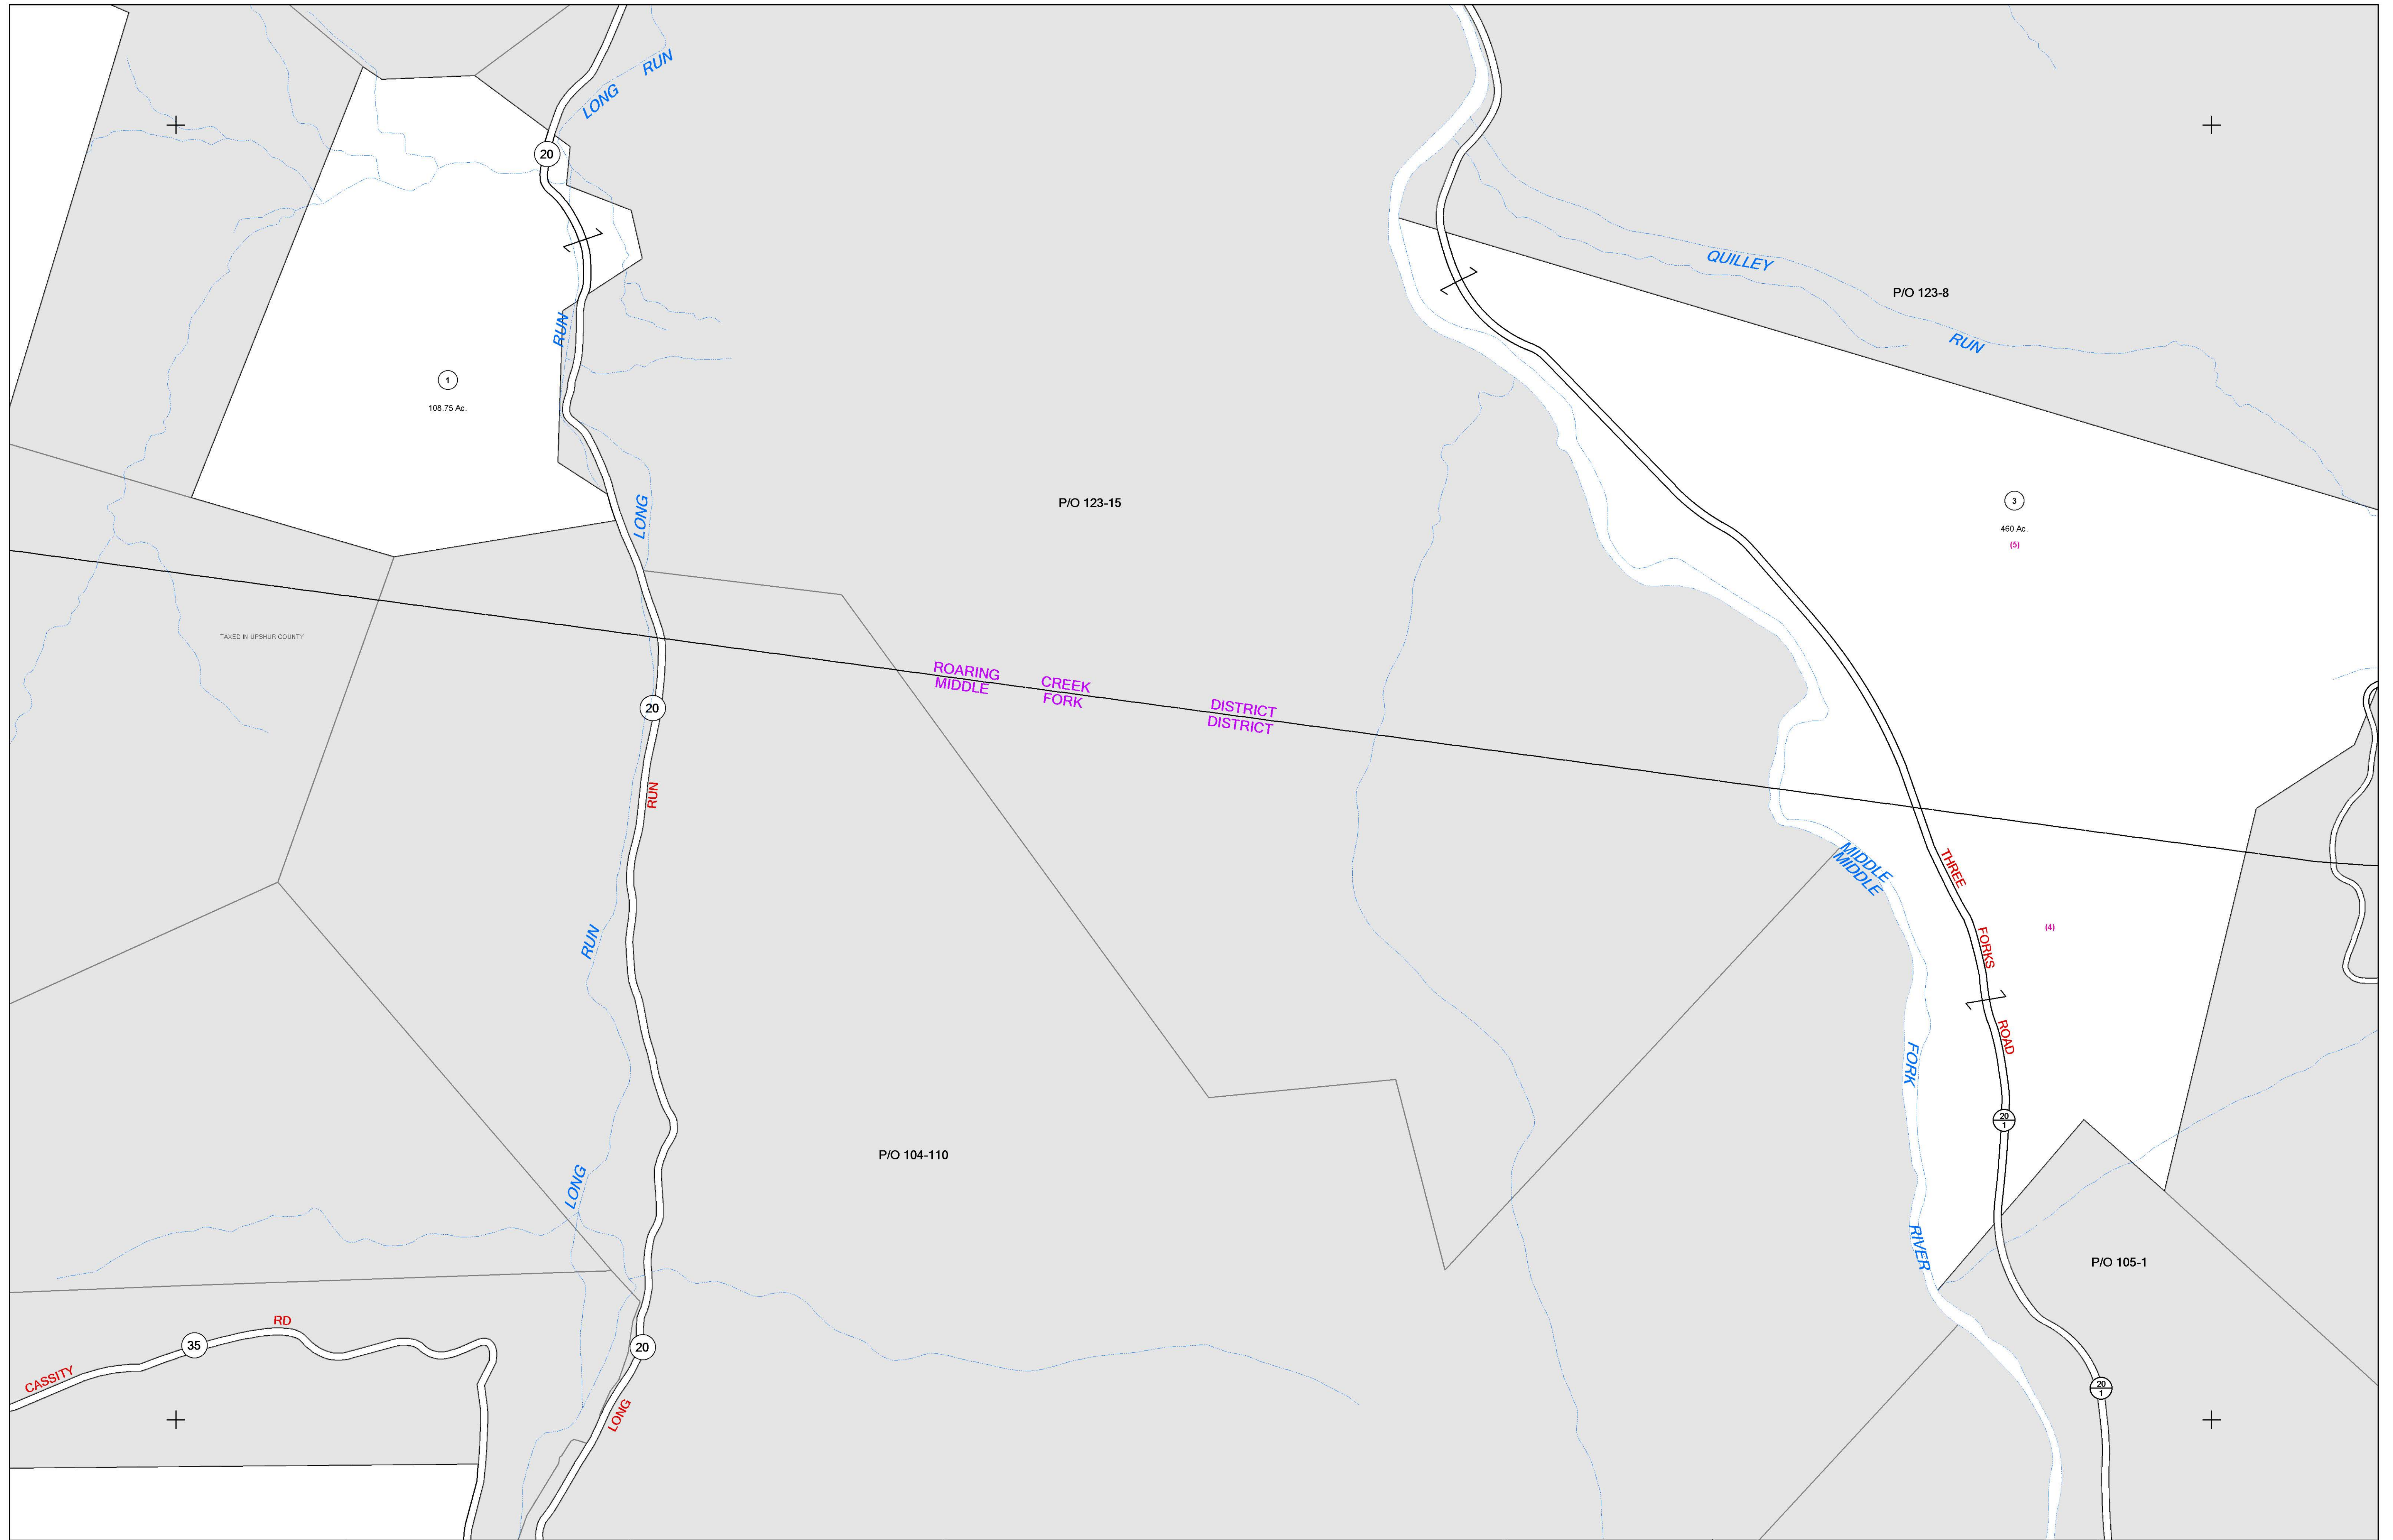 LONG RUN
20
QUILLEY RUN
P/O 123-8
RUN
1
108.75 Ac.
LONG
P/O 123-15
3
460 Ac.
(5)
TAXED IN UPSHUR COUNTY
ROARING CREEK DISTRICT
MIDDLE FORK DISTRICT
20
RUN
MIDDLE
MIDDLE
THREE FORKS ROAD
(4)
RUN
FORK
20
1
P/O 104-110
LONG
RIVER
P/O 105-1
RD
35
20
CASSITY
20
1
LONG